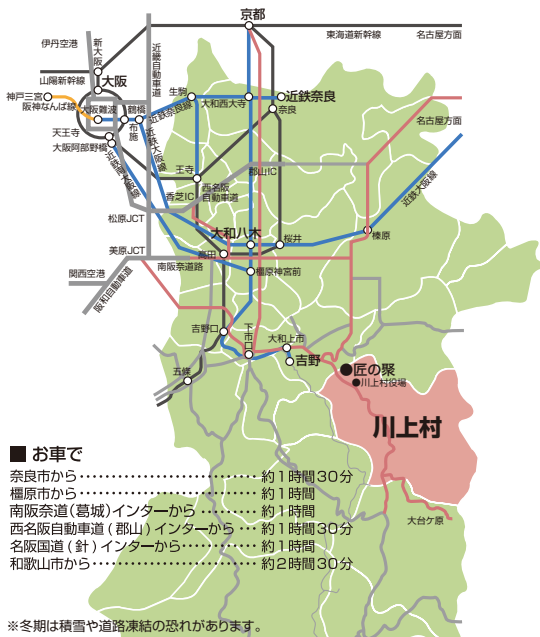 京都
東海道新幹線
名古屋方面
伊丹空港
新大阪
近畿自動車道
山陽新幹線
大阪
神戸三宮
阪神なんば線
大阪難波
鶴橋
布施
生駒
近鉄奈良線
大和西大寺
近鉄奈良
奈良
名古屋方面
天王寺
大阪阿部野橋
近鉄大阪線
近鉄南大阪線
王寺
郡山IC
香芝IC
西名阪
自動車道
近鉄大阪線
松原JCT
大和八木
桜井
榛原
美原JCT
高田
関西空港
阪和自動車道
南阪奈道路
橿原神宮前
吉野口
下市口
大和上市
吉野
五條
匠の聚
川上村役場
川上村
大台ケ原
■ お車で
奈良市から・・・・・・・・・・・・・・・・・・・・・・・・約1時間30分
橿原市から・・・・・・・・・・・・・・・・・・・・・・・・約1時間
南阪奈道(葛城)インターから・・・・・・・・約1時間
西名阪自動車道(郡山)インターから・・・約1時間30分
名阪国道(針)インターから・・・・・・・・・・約1時間
和歌山市から・・・・・・・・・・・・・・・・・・・・・・約2時間30分
※冬期は積雪や道路凍結の恐れがあります。